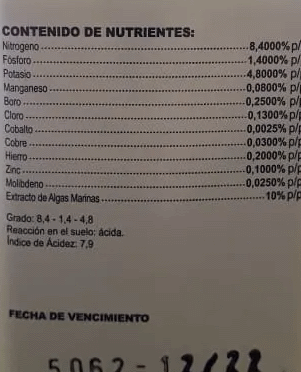 CONTENIDO DE NUTRIENTES:
Nitrogeno ........ 8,4000% p/
Fósforo ........ 1,4000% p/
Potasio ........ 4,8000% p/
Manganeso ........ 0,0800% p/p
Boro ........ 0,2500% p/p
Cloro ........ 0,1300% p/p
Cobalto ........ 0,0025% p/p
Cobre ........ 0,0300% p/p
Hierro ........ 0,2000% p/p
Zinc ........ 0,1000% p/p
Molibdeno ........ 0,0250% p/p
Extracto de Algas Marinas ........ 10% p/p
Grado: 8,4 - 1,4 - 4,8
Reacción en el suelo: ácida.
Índice de Acidez: 7,9
FECHA DE VENCIMIENTO
5062-12/22